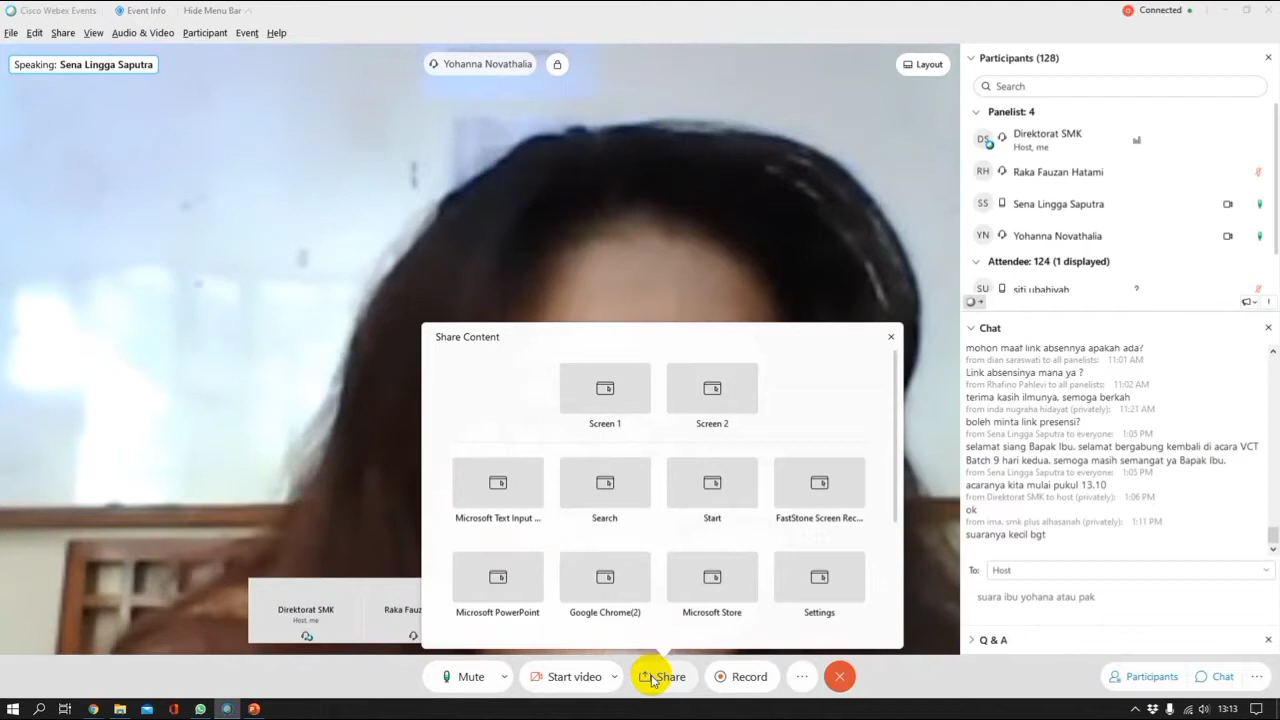 Cisco Webex Events
Event Info
Hide Menu Bar
Connected
File Edit Share View Audio & Video Participant Event Help
Speaking: Sena Lingga Saputra
Yohanna Novathalia
Layout
Participants (128)
Search
Panelist: 4
DS Direktorat SMK
Host, me
RH Raka Fauzan Hatami
SS Sena Lingga Saputra
YN Yohanna Novathalia
Attendee: 124 (1 displayed)
SU siti ubahiyah
Chat
mohon maaf link absennya apakah ada?
from dian saraswati to all panelists: 11:01 AM
Link absensinya mana ya ?
from Rhafino Pahlevi to all panelists: 11:02 AM
terima kasih ilmunya. semoga berkah
from inda nugraha hidayat (privately): 11:21 AM
boleh minta link presensi?
from Sena Lingga Saputra to everyone: 1:05 PM
selamat siang Bapak Ibu. selamat bergabung kembali di acara VCT
Batch 9 hari kedua. semoga masih semangat ya Bapak Ibu.
from Sena Lingga Saputra to everyone: 1:05 PM
acaranya kita mulai pukul 13.10
from Direktorat SMK to host (privately): 1:06 PM
ok
from ima. smk plus alhasanah (privately): 1:11 PM
suaranya kecil bgt
To: Host
suara ibu yohana atau pak
Q & A
Share Content
Screen 1
Screen 2
Microsoft Text Input ...
Search
Start
FastStone Screen Rec...
Microsoft PowerPoint
Google Chrome(2)
Microsoft Store
Settings
Direktorat SMK
Host, me
Raka Fauz
Mute
Start video
Share
Record
Participants
Chat
13:13